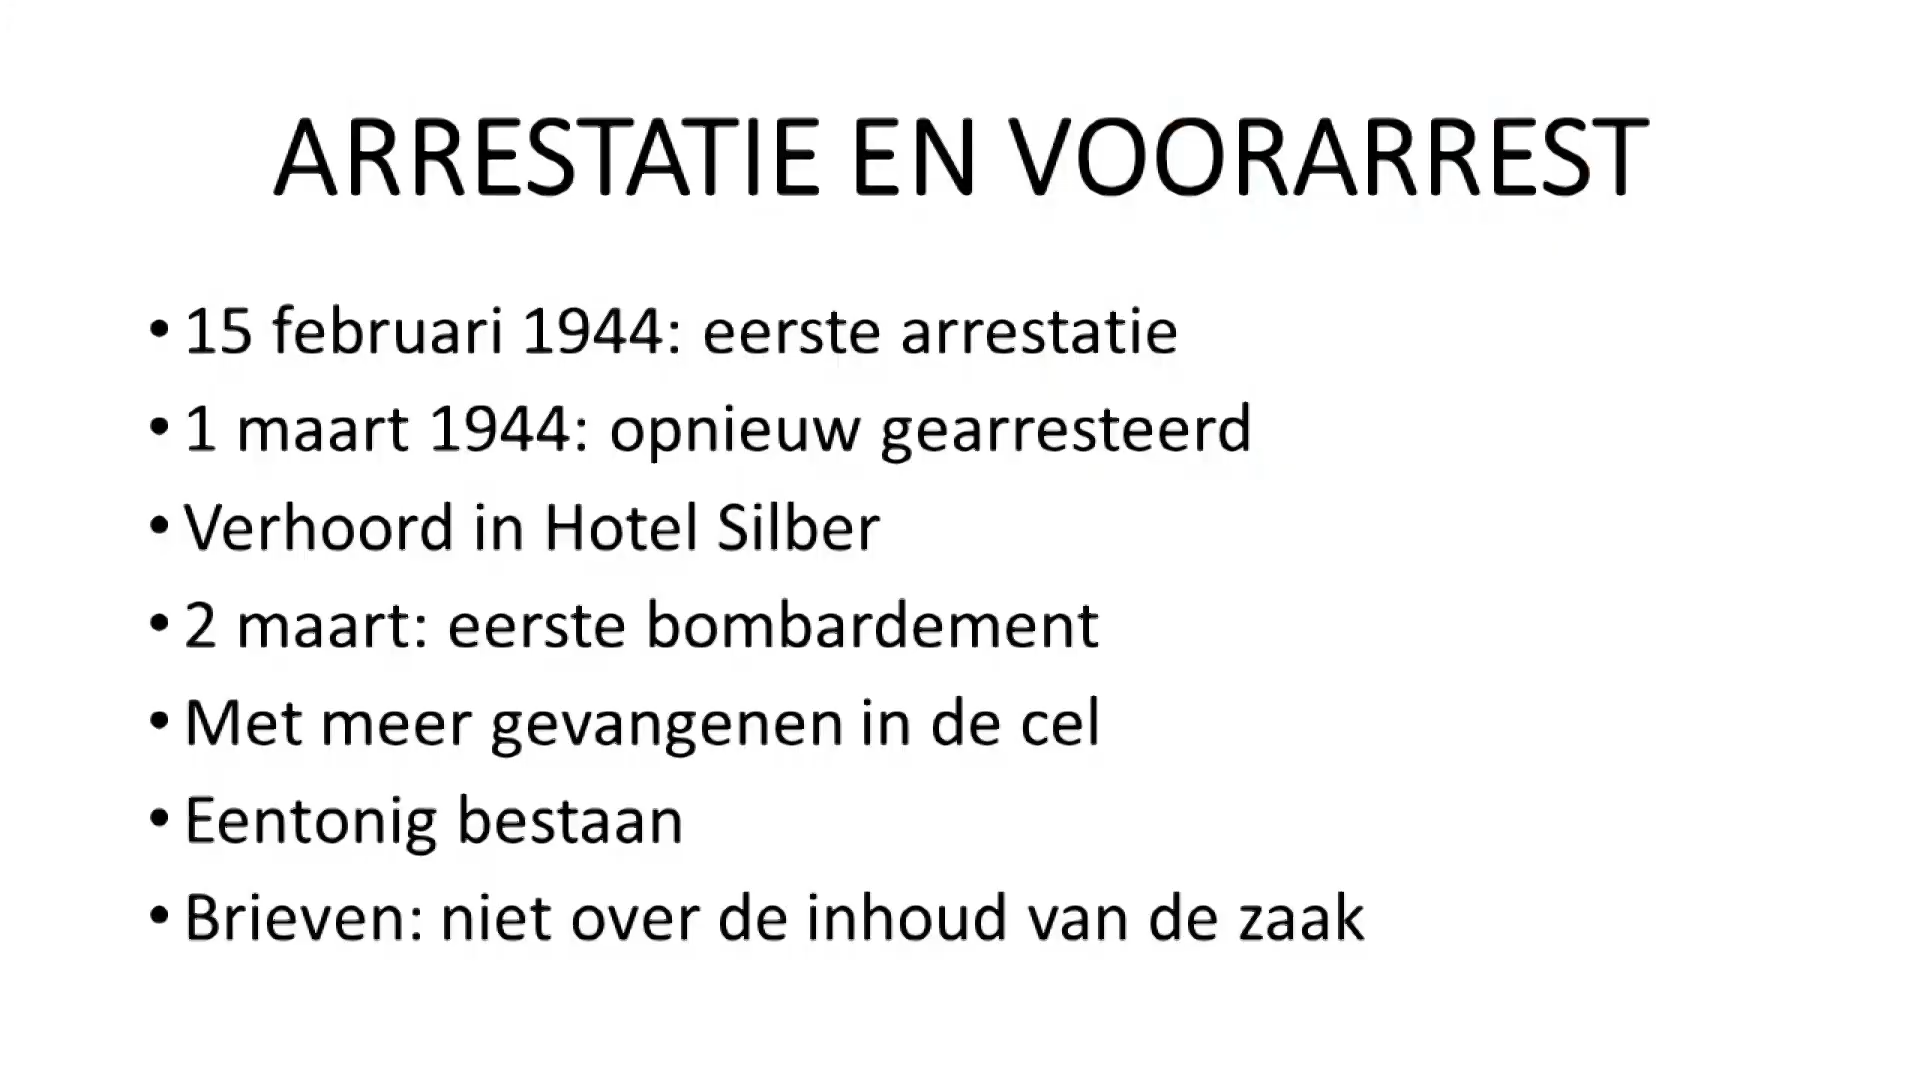 ARRESTATIE EN VOORARREST
• 15 februari 1944: eerste arrestatie
• 1 maart 1944: opnieuw gearresteerd
• Verhoord in Hotel Silber
• 2 maart: eerste bombardement
• Met meer gevangenen in de cel
• Eentonig bestaan
• Brieven: niet over de inhoud van de zaak